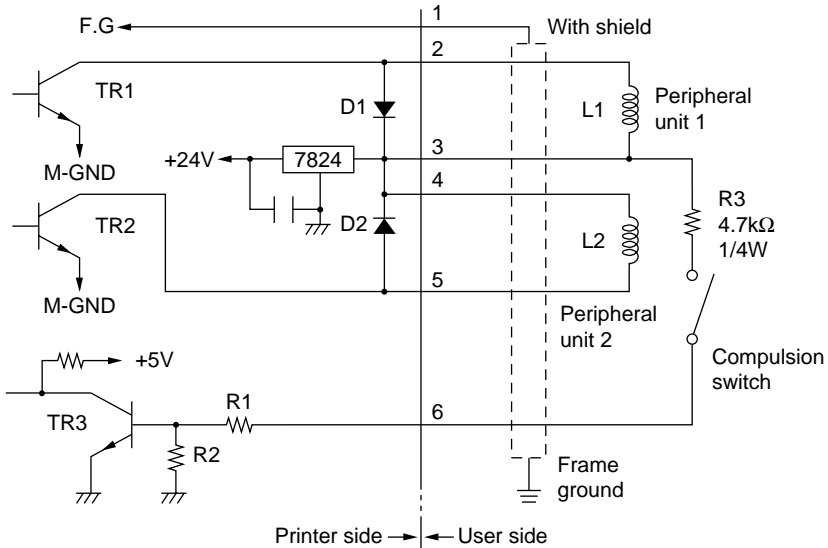 F.G
1
With shield
2
TR1
D1
L1
Peripheral
unit 1
M-GND
+24V
7824
3
4
TR2
D2
L2
R3
4.7kΩ
1/4W
M-GND
5
Peripheral
unit 2
+5V
Compulsion
switch
TR3
R1
6
R2
Frame
ground
Printer side
User side